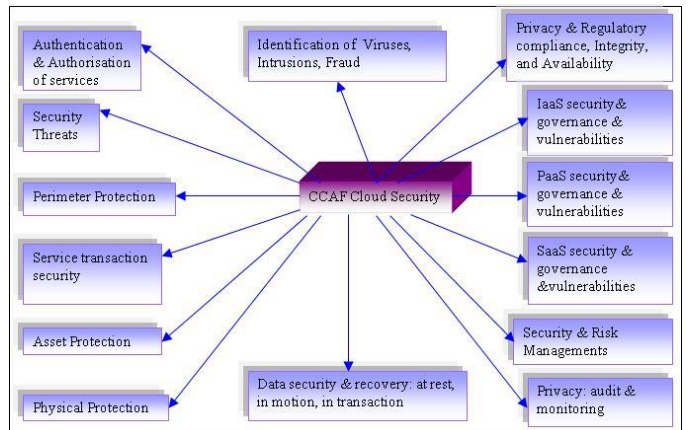 Authentication
& Authorisation
of services
Identification of Viruses,
Intrusions, Fraud
Privacy & Regulatory
compliance, Integrity,
and Availability
Security
Threats
IaaS security&
governance &
vulnerabilities
Perimeter Protection
CCAF Cloud Security
PaaS security&
governance &
vulnerabilities
Service transaction
security
SaaS security &
governance
&vulnerabilities
Asset Protection
Security & Risk
Managements
Physical Protection
Data security & recovery: at rest,
in motion, in transaction
Privacy: audit &
monitoring